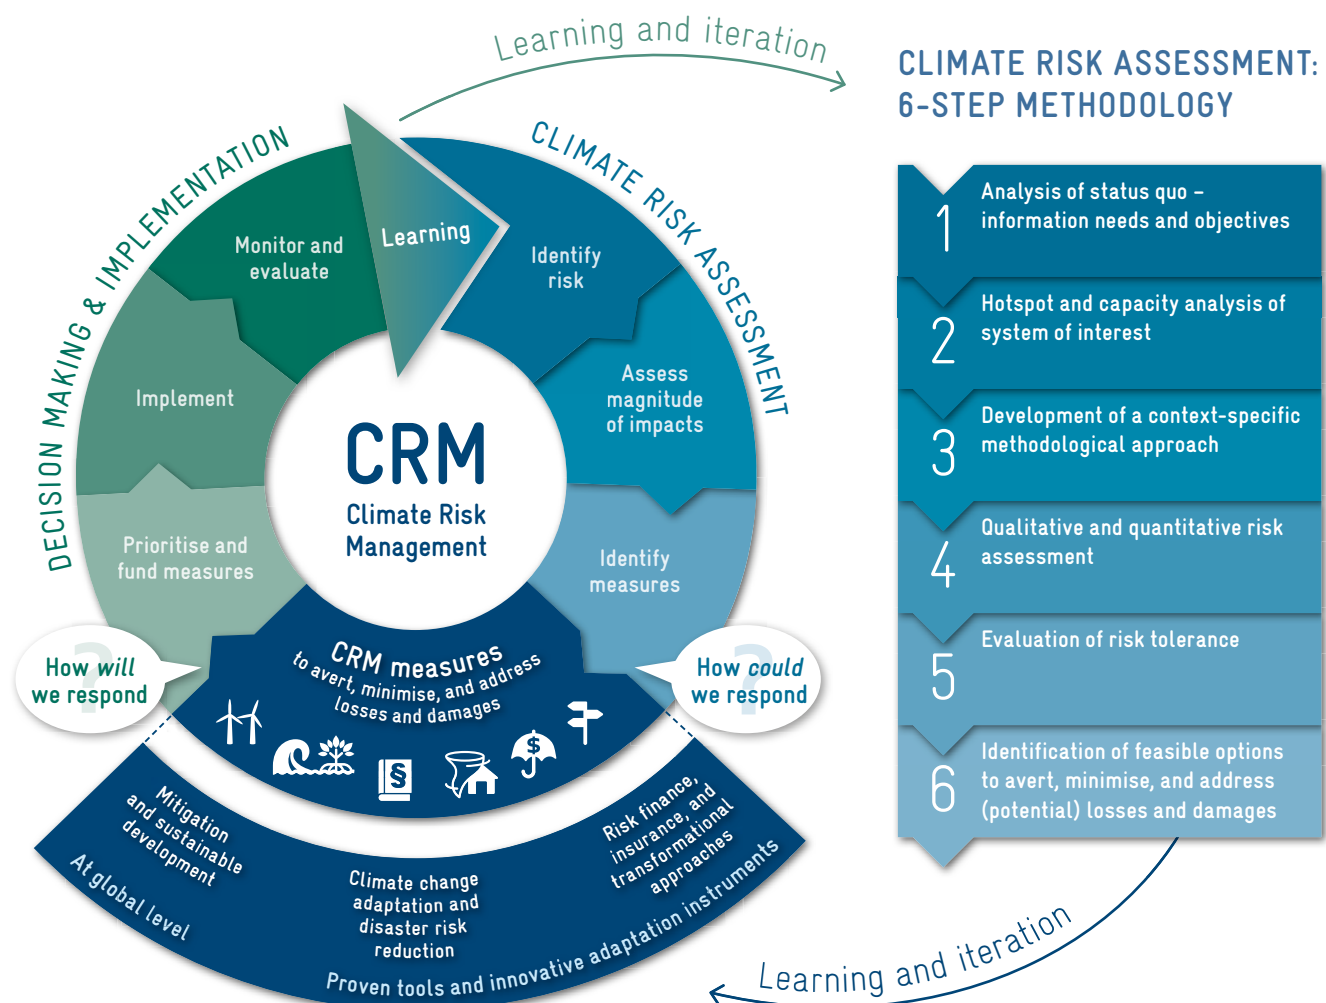 Learning and iteration
CLIMATE RISK ASSESSMENT:
6-STEP METHODOLOGY
DECISION MAKING & IMPLEMENTATION
CLIMATE RISK ASSESSMENT
Learning
Monitor and
evaluate
Identify
risk
Implement
Assess
magnitude
of impacts
Prioritise and
fund measures
Identify
measures
CRM
Climate Risk
Management
?
How will
we respond
?
How could
we respond
CRM measures
to avert, minimise, and address
losses and damages
§
$
Mitigation
and sustainable
development
Climate change
adaptation and
disaster risk
reduction
Risk finance,
insurance, and
transformational
approaches
At global level
Proven tools and innovative adaptation instruments
1
Analysis of status quo –
information needs and objectives
2
Hotspot and capacity analysis of
system of interest
3
Development of a context-specific
methodological approach
4
Qualitative and quantitative risk
assessment
5
Evaluation of risk tolerance
6
Identification of feasible options
to avert, minimise, and address
(potential) losses and damages
Learning and iteration